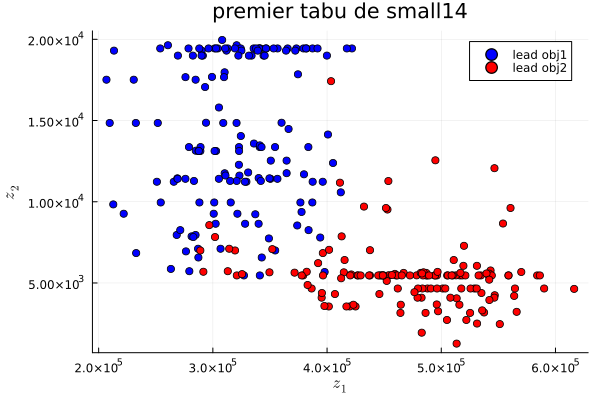 premier tabu de small14
lead obj1
lead obj2
2.00×10⁴
1.50×10⁴
1.00×10⁴
5.00×10³
z₂
2.0×10⁵ 3.0×10⁵ 4.0×10⁵ 5.0×10⁵ 6.0×10⁵
z₁